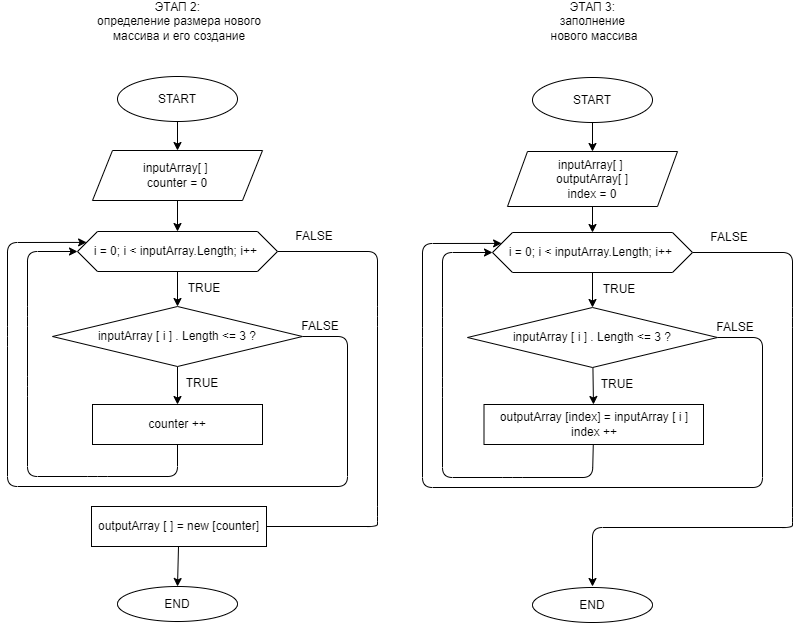 ЭТАП 2:
определение размера нового
массива и его создание
START
inputArray[ ]
counter = 0
i = 0; i < inputArray.Length; i++
FALSE
TRUE
inputArray [ i ] . Length <= 3 ?
FALSE
TRUE
counter ++
outputArray [ ] = new [counter]
END
ЭТАП 3:
заполнение
нового массива
START
inputArray[ ]
outputArray[ ]
index = 0
i = 0; i < inputArray.Length; i++
FALSE
TRUE
inputArray [ i ] . Length <= 3 ?
FALSE
TRUE
outputArray [index] = inputArray [ i ]
index ++
END